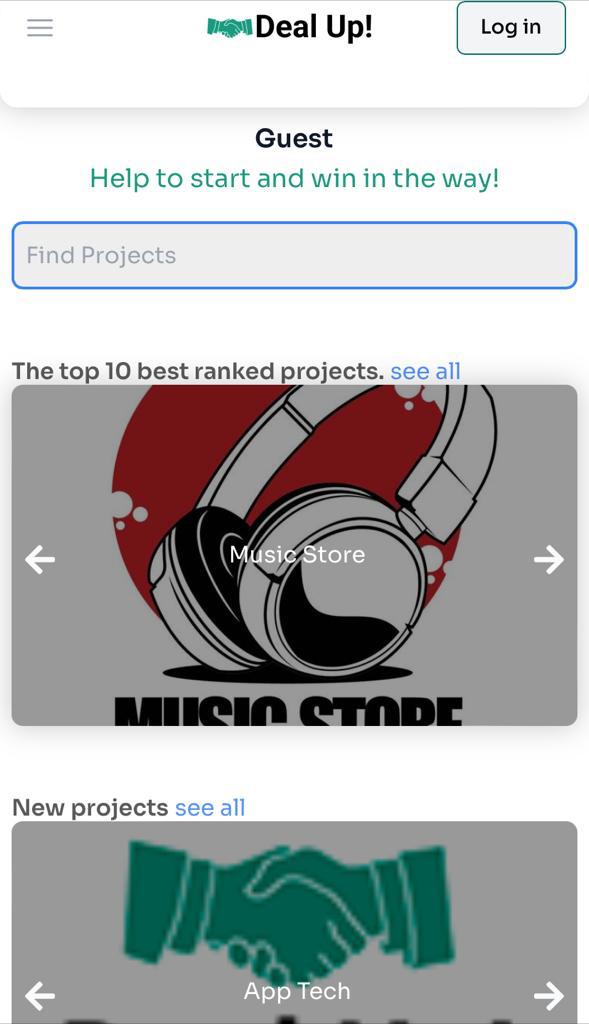 Deal Up!
Log in
Guest
Help to start and win in the way!
Find Projects
The top 10 best ranked projects. see all
Music Store
MUSIC STORE
New projects see all
App Tech